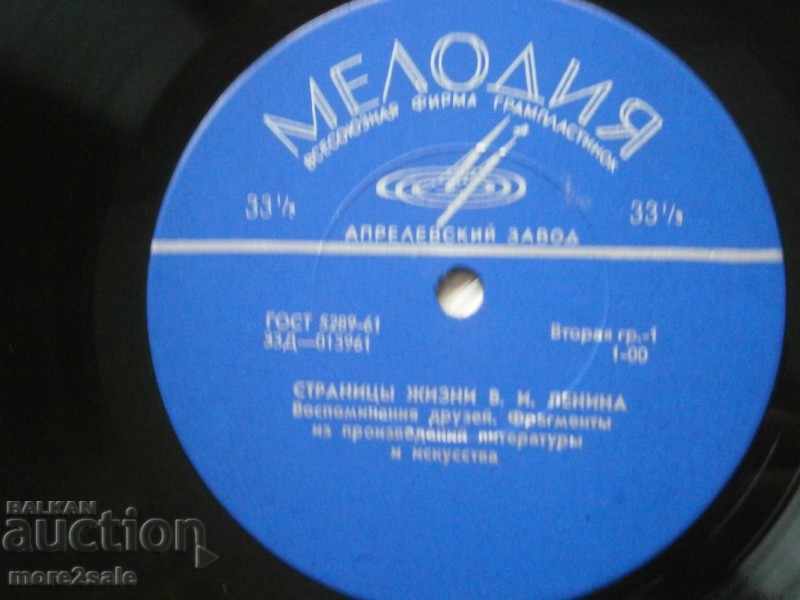 МЕЛОДИЯ
ВСЕСОЮЗНАЯ ФИРМА ГРАМПЛАСТИНОК
33 1/3
33 1/3
АПРЕЛЕВСКИЙ ЗАВОД
ГОСТ 5289-61
33Д—013961
Вторая гр.-1
1-00
СТРАНИЦЫ ЖИЗНИ В. И. ЛЕНИНА
Воспоминания друзей. Фрагменты
из произведений литературы
и искусства
BALKAN
auction
more2sale